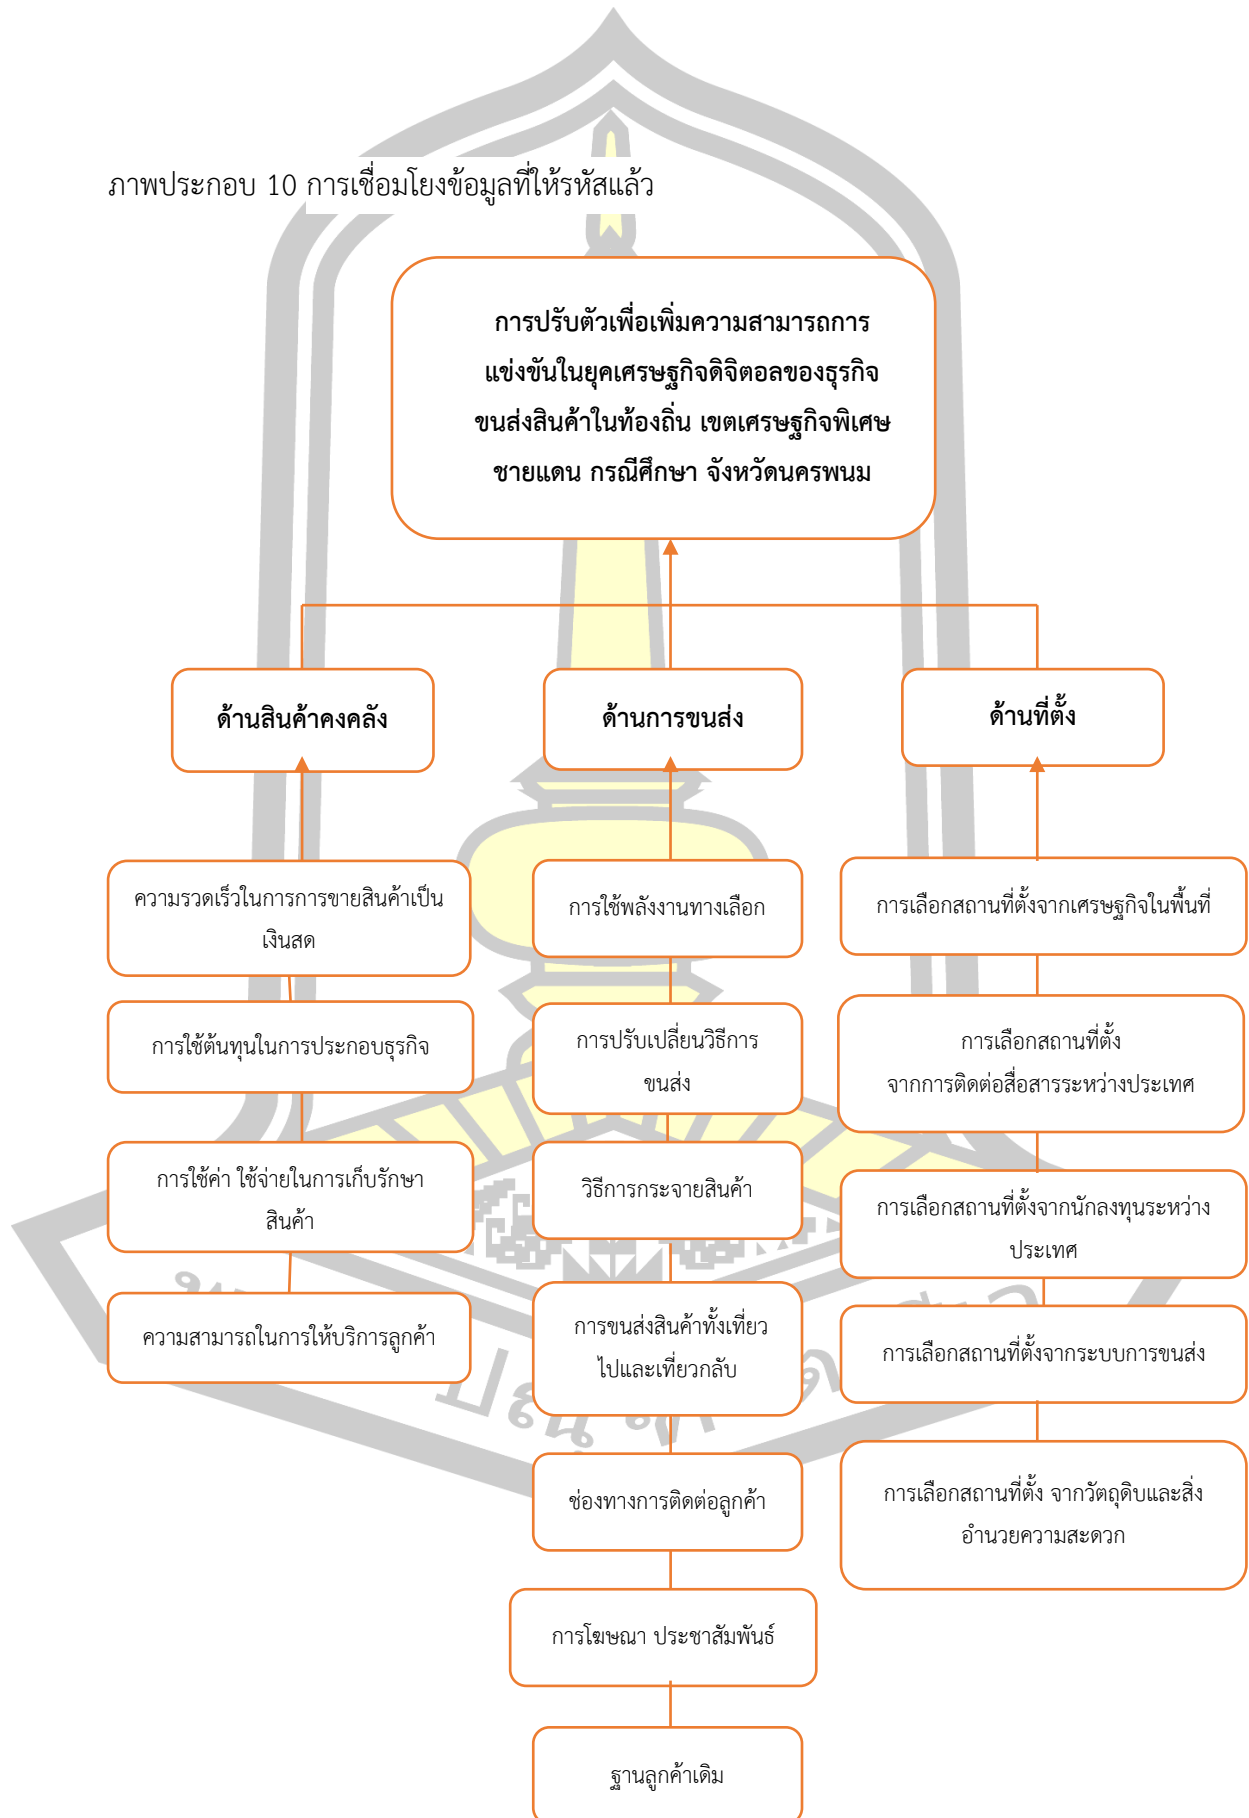 ภาพประกอบ 10 การเชื่อมโยงข้อมูลที่ให้รหัสแล้ว
การปรับตัวเพื่อเพิ่มความสามารถการ
แข่งขันในยุคเศรษฐกิจดิจิตอลของธุรกิจ
ขนส่งสินค้าในท้องถิ่น เขตเศรษฐกิจพิเศษ
ชายแดน กรณีศึกษา จังหวัดนครพนม
ด้านสินค้าคงคลัง
ด้านการขนส่ง
ด้านที่ตั้ง
ความรวดเร็วในการการขายสินค้าเป็น
เงินสด
การใช้ต้นทุนในการประกอบธุรกิจ
การใช้ค่า ใช้จ่ายในการเก็บรักษา
สินค้า
ความสามารถในการให้บริการลูกค้า
การใช้พลังงานทางเลือก
การปรับเปลี่ยนวิธีการ
ขนส่ง
วิธีการกระจายสินค้า
การขนส่งสินค้าทั้งเที่ยว
ไปและเที่ยวกลับ
ช่องทางการติดต่อลูกค้า
การโฆษณา ประชาสัมพันธ์
ฐานลูกค้าเดิม
การเลือกสถานที่ตั้งจากเศรษฐกิจในพื้นที่
การเลือกสถานที่ตั้ง
จากการติดต่อสื่อสารระหว่างประเทศ
การเลือกสถานที่ตั้งจากนักลงทุนระหว่าง
ประเทศ
การเลือกสถานที่ตั้งจากระบบการขนส่ง
การเลือกสถานที่ตั้ง จากวัตถุดิบและสิ่ง
อำนวยความสะดวก